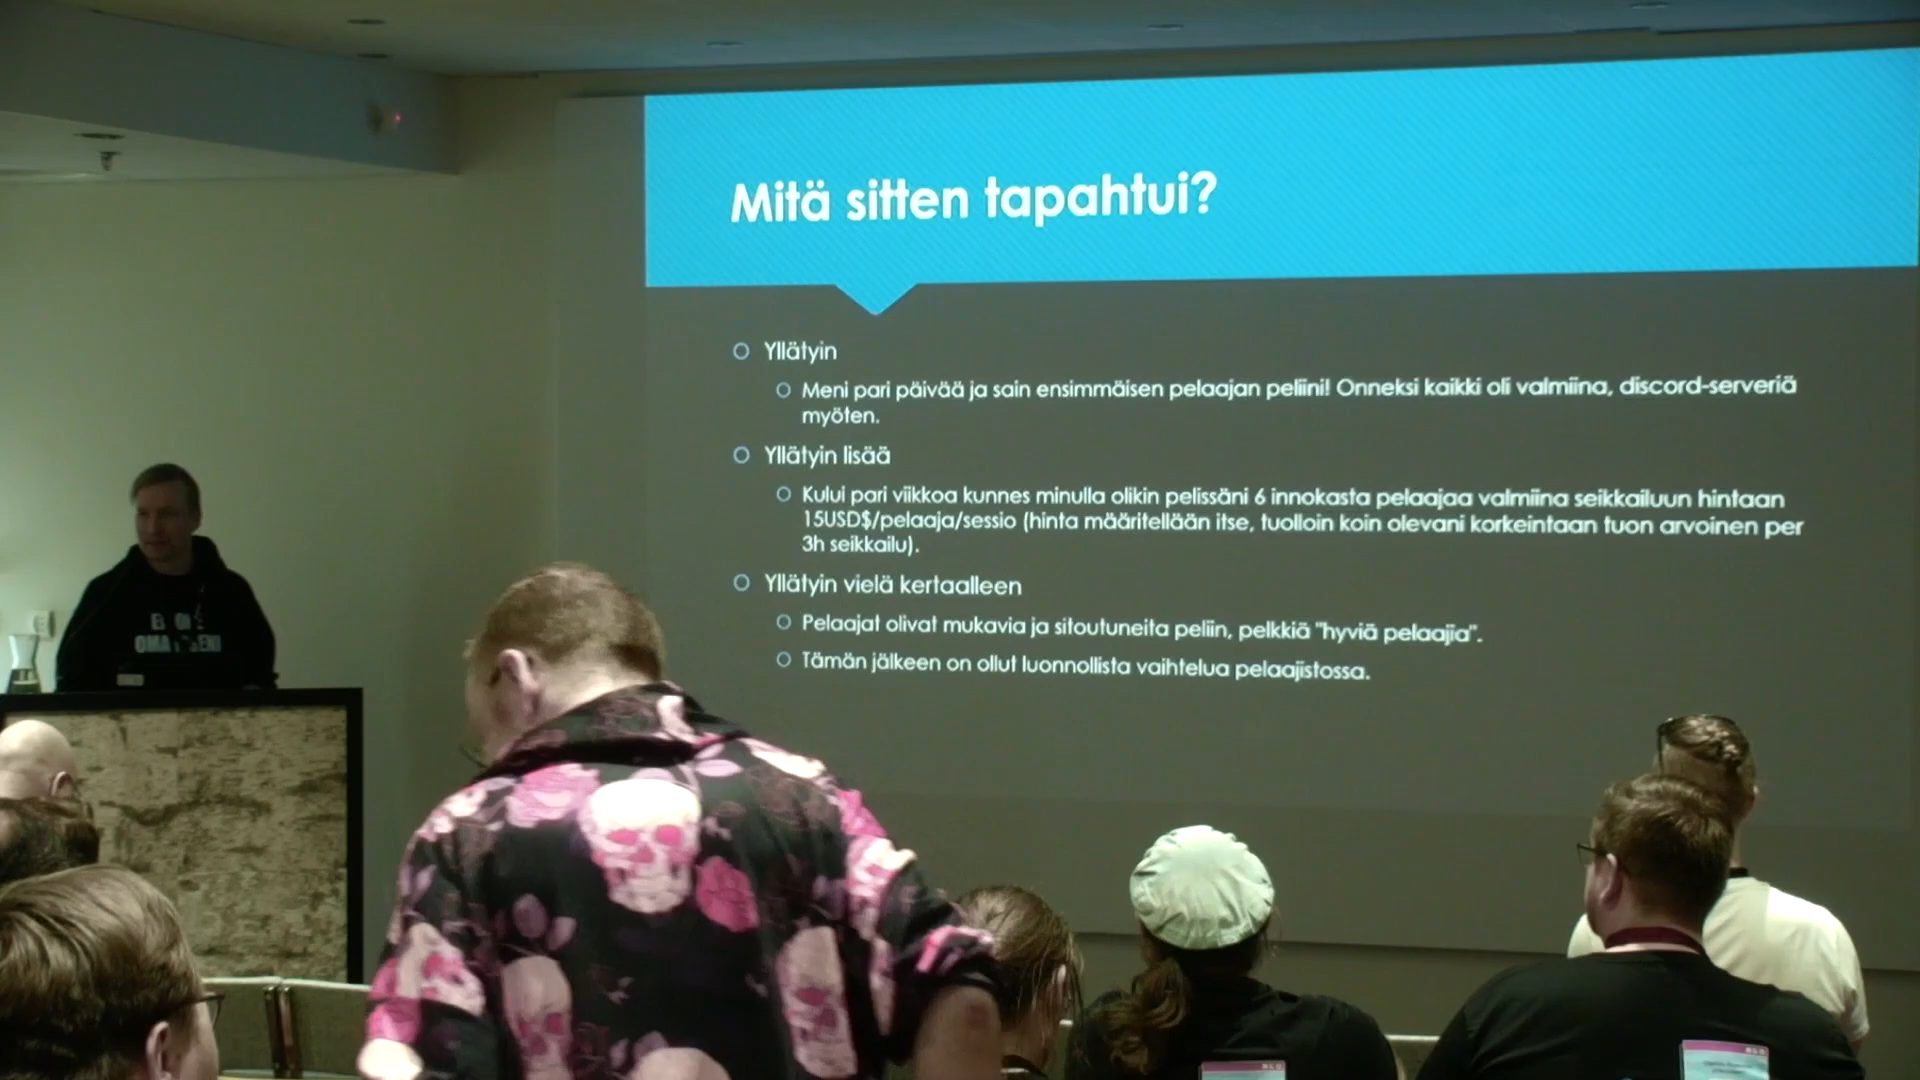 Mitä sitten tapahtui?
Yllätyin
Meni pari päivää ja sain ensimmäisen pelaajan peliini! Onneksi kaikki oli valmiina, discord-serveriä
myöten.
Yllätyin lisää
Kului pari viikkoa kunnes minulla olikin pelissäni 6 innokasta pelaajaa valmiina seikkailuun hintaan
15USD$/pelaaja/sessio (hinta määritellään itse, tuolloin koin olevani korkeintaan tuon arvoinen per
3h seikkailu).
Yllätyin vielä kertaalleen
Pelaajat olivat mukavia ja sitoutuneita peliin, pelkkiä "hyviä pelaajia".
Tämän jälkeen on ollut luonnollista vaihtelua pelaajistossa.